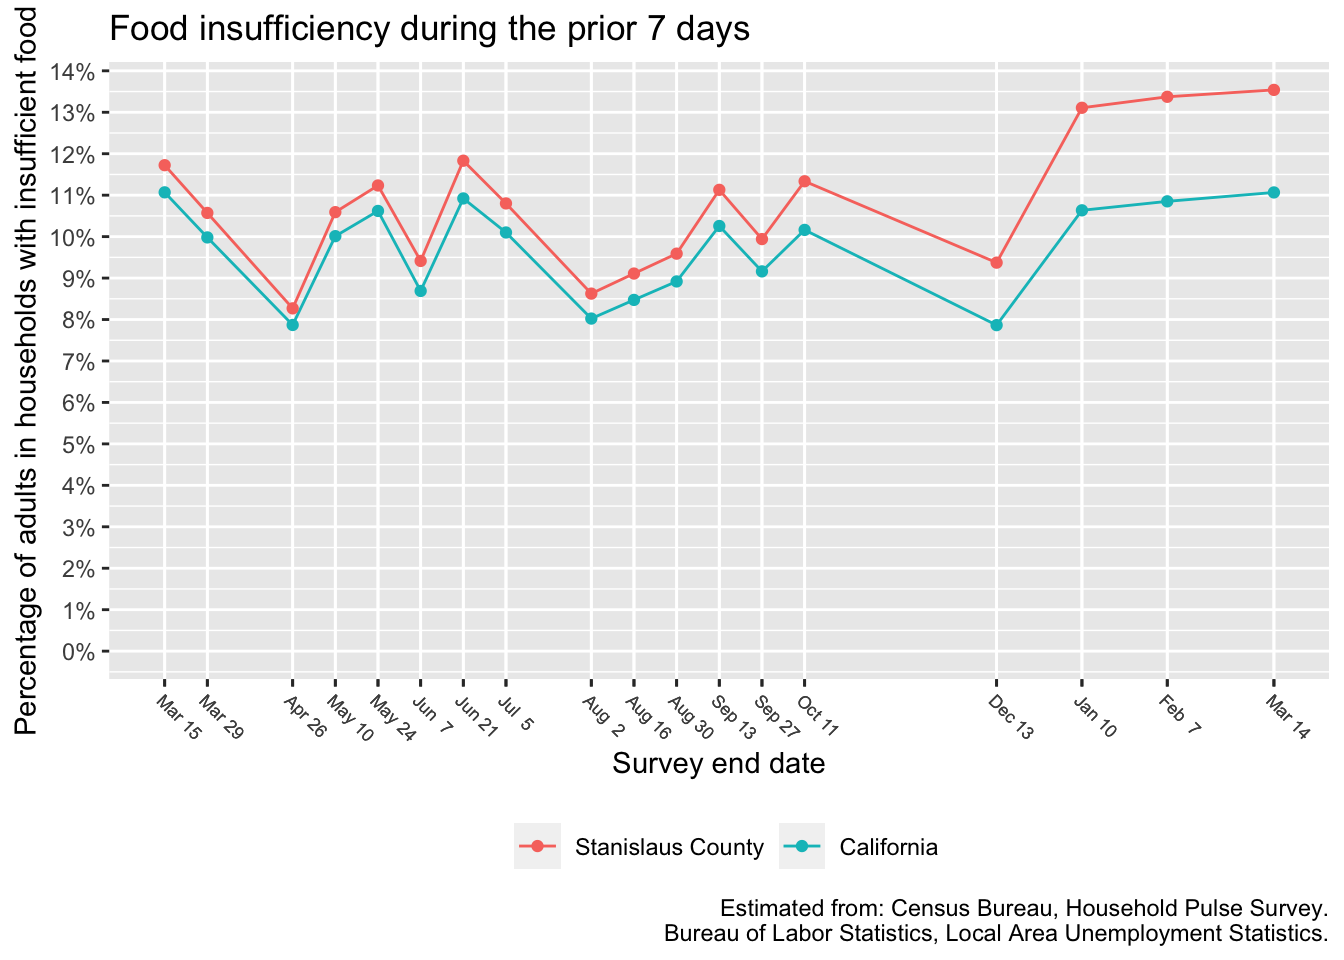 Food insufficiency during the prior 7 days
Percentage of adults in households with insufficient food
14%
13%
12%
11%
10%
9%
8%
7%
6%
5%
4%
3%
2%
1%
0%
Mar 15
Mar 29
Apr 26
May 10
May 24
Jun 7
Jun 21
Jul 5
Aug 2
Aug 16
Aug 30
Sep 13
Sep 27
Oct 11
Dec 13
Jan 10
Feb 7
Mar 14
Survey end date
Stanislaus County
California
Estimated from: Census Bureau, Household Pulse Survey.
Bureau of Labor Statistics, Local Area Unemployment Statistics.